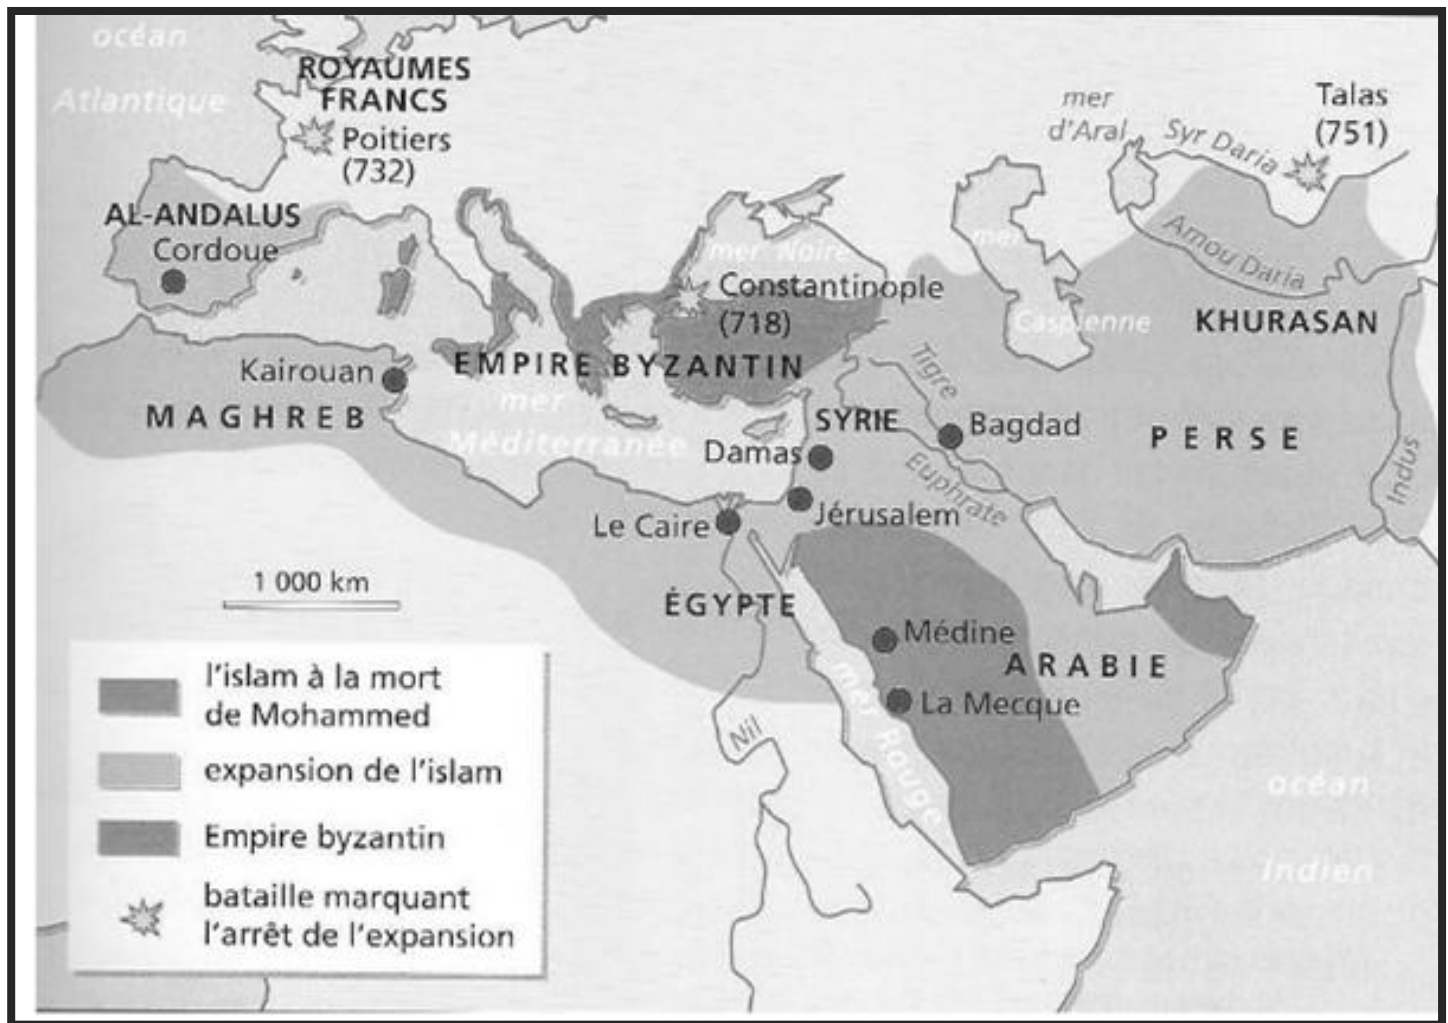 océan
Atlantique
ROYAUMES
FRANCS
Poitiers
(732)
mer
d'Aral
Syr Daria
Talas
(751)
AL-ANDALUS
Cordoue
mer Noire
mer
Caspienne
Amou Daria
Constantinople
(718)
KHURASAN
Kairouan
EMPIRE BYZANTIN
MAGHREB
mer
Méditerranée
Tigre
SYRIE
Bagdad
PERSE
Damas
Euphrate
Indus
Le Caire
Jérusalem
1 000 km
ÉGYPTE
Médine
ARABIE
La Mecque
mer Rouge
Nil
océan
Indien
l'islam à la mort
de Mohammed
expansion de l'islam
Empire byzantin
bataille marquant
l'arrêt de l'expansion